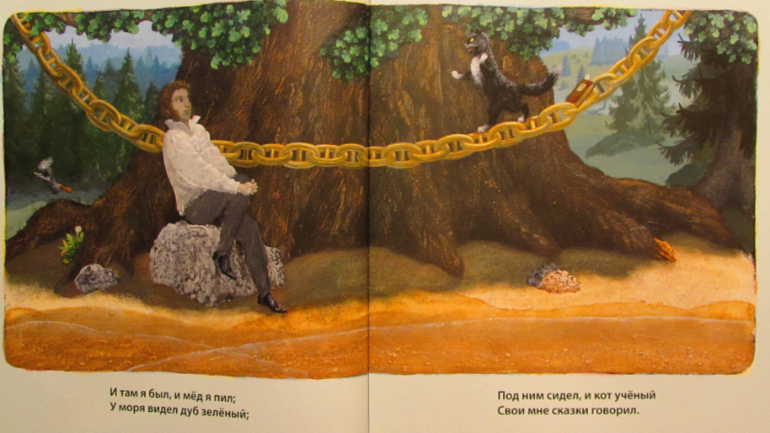 И там я был, и мёд я пил;
У моря видел дуб зелёный;
Под ним сидел, и кот учёный
Свои мне сказки говорил.